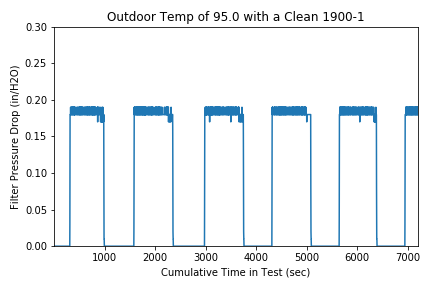 Outdoor Temp of 95.0 with a Clean 1900-1
0.30
0.25
0.20
0.15
0.10
0.05
0.00
Filter Pressure Drop (in/H2O)
1000 2000 3000 4000 5000 6000 7000
Cumulative Time in Test (sec)